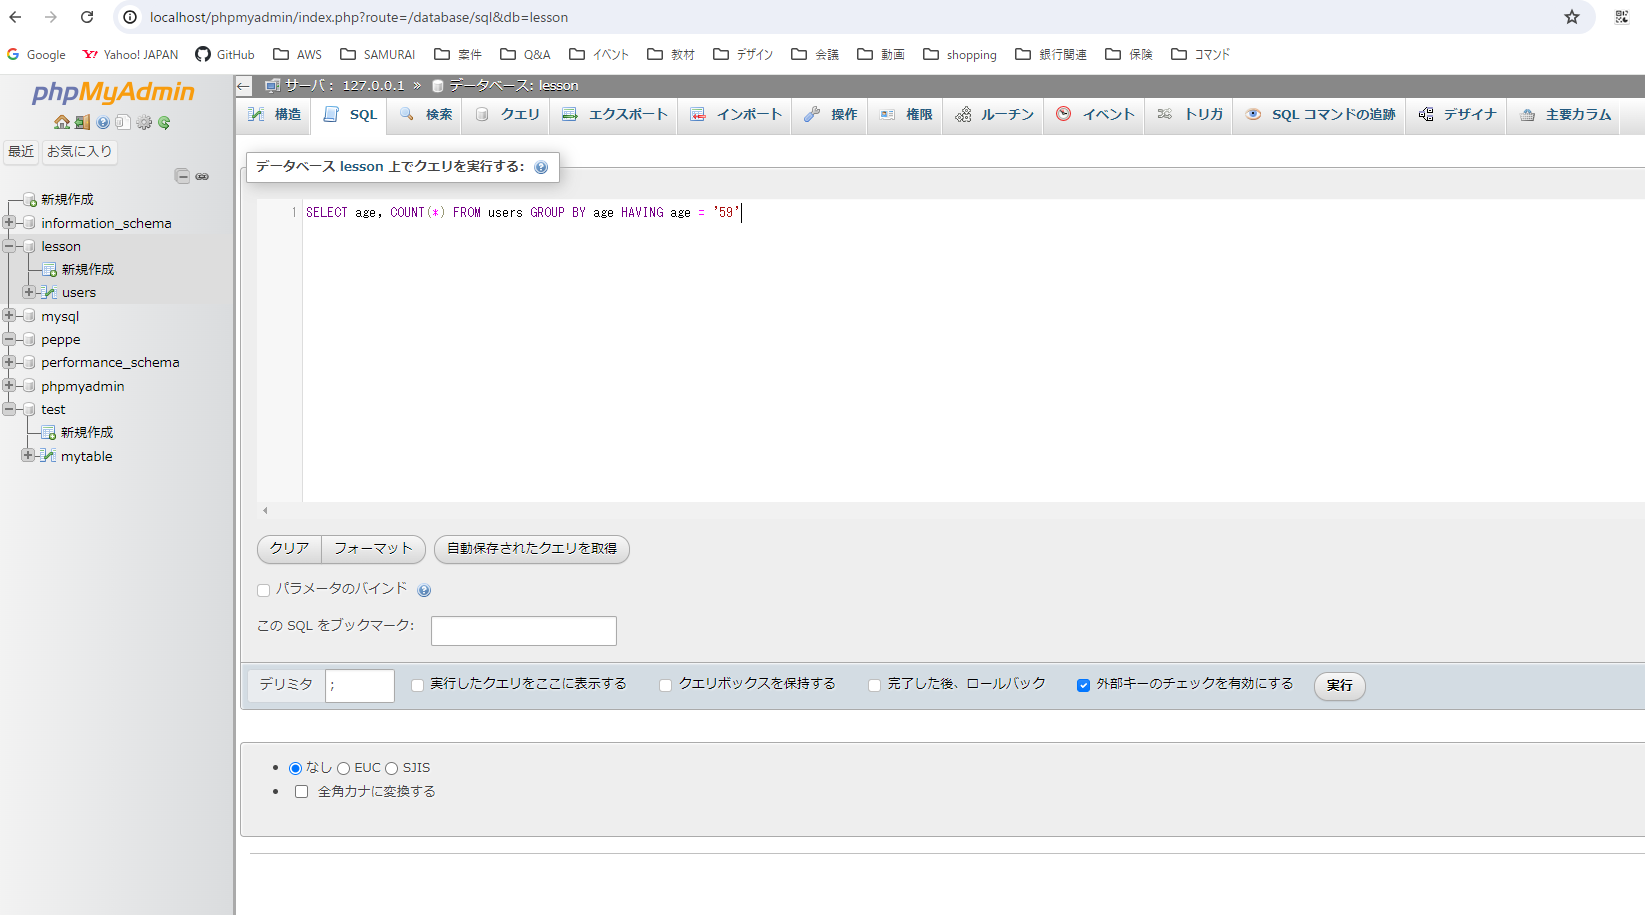 localhost/phpmyadmin/index.php?route=/database/sql&db=lesson
Google Yahoo! JAPAN GitHub AWS SAMURAI 案件 Q&A イベント 教材 デザイン 会議 動画 shopping 銀行関連 保険 コマンド
phpMyAdmin
最近 お気に入り
新規作成
information_schema
lesson
新規作成
users
mysql
peppe
performance_schema
phpmyadmin
test
新規作成
mytable
サーバ: 127.0.0.1 » データベース: lesson
構造 SQL 検索 クエリ エクスポート インポート 操作 権限 ルーチン イベント トリガ SQL コマンドの追跡 デザイナ 主要カラム
データベース lesson 上でクエリを実行する:
1 SELECT age, COUNT(*) FROM users GROUP BY age HAVING age = '59'
クリア フォーマット 自動保存されたクエリを取得
パラメータのバインド
この SQL をブックマーク:
デリミタ ; 実行したクエリをここに表示する クエリボックスを保持する 完了した後、ロールバック 外部キーのチェックを有効にする 実行
なし EUC SJIS
全角カナに変換する